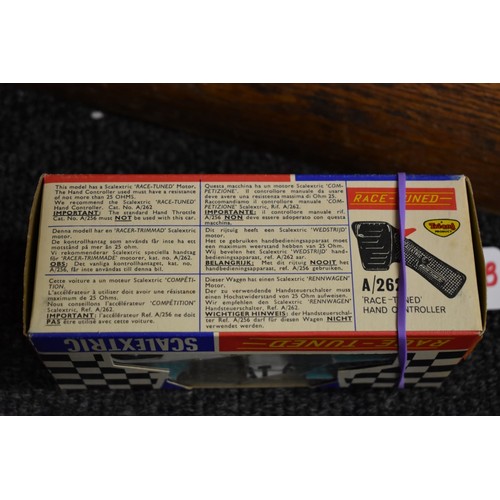 This model has a Scalextric 'RACE-TUNED' Motor.
The Hand Controller used must have a resistance
of not more than 25 OHMS.
We recommend the Scalextric 'RACE-TUNED'
Hand Controller. Cat. No. A/262
IMPORTANT: The standard Hand Throttle
Cat. No. A/256 must NOT be used with this car.
Denna modell har en 'RACER-TRIMMAD' Scalextric
motor.
De kontrollhantag som används får inte ha ett
motstånd på mer än 25 ohm.
Vi rekommenderar Scalextric speciella handtag
för 'RACER-TRIMMADE' motorer, kat. no. A/262.
OBS: Det vanliga kontrollhantaget, kat. no.
A/256, får inte användas till denna bil.
Cette voiture a un moteur Scalextric 'COMPÉTI-
TION.
L'accélérateur à utiliser doit avoir une résistance
maximum de 25 Ohms.
Nous conseillons l'accélérateur 'COMPÉTITION'
Scalextric, Ref. A/262.
IMPORTANT: l'accélérateur Ref. A/256 ne doit
PAS être utilisé avec cette voiture.
Questa macchina ha un motore Scalextric 'COM-
PETIZIONE'. Il controllo manuale da usare
deve avere una resistenza massima di Ohm 25.
Raccomandiamo il controllore manuale 'COM-
PETIZIONE' Scalextric, Rif. A/262.
IMPORTANTE: il controllore manuale rif.
A/256 NON deve essere adoperato con questa
macchina.
Dit rijtuig heeft een Scalextric 'WEDSTRIJD'
motor.
Het te gebruiken handbedieningsapparaat moet
een maximum weerstand hebben van 25 Ohm.
Wij bevelen het Scalextric 'WEDSTRIJD' hand-
bedieningsapparaat, ref. A/262 aan.
BELANGRIJK: Met dit rijtuig NOOIT het
handbedieningsapparaat ref. A/256 gebruiken.
Dieser Wagen hat einen Scalextric 'RENNWAGEN'
Motor.
Der zu verwendende Handsteuerschalter muss
einen Höchstwiderstand von 25 Ohm aufweisen.
Wir empfehlen den Scalextric 'RENNWAGEN'
Handsteuerschalter Ref. A/262.
WICHTIGER HINWEIS: der Handsteuerschal-
ter Ref. A/256 darf für diesen Wagen NICHT
verwendet werden.
RACE-TUNED
Triang
A/262
'RACE-TUNED
HAND CONTROLLER
SCALEXTRIC
RACE-TUNED